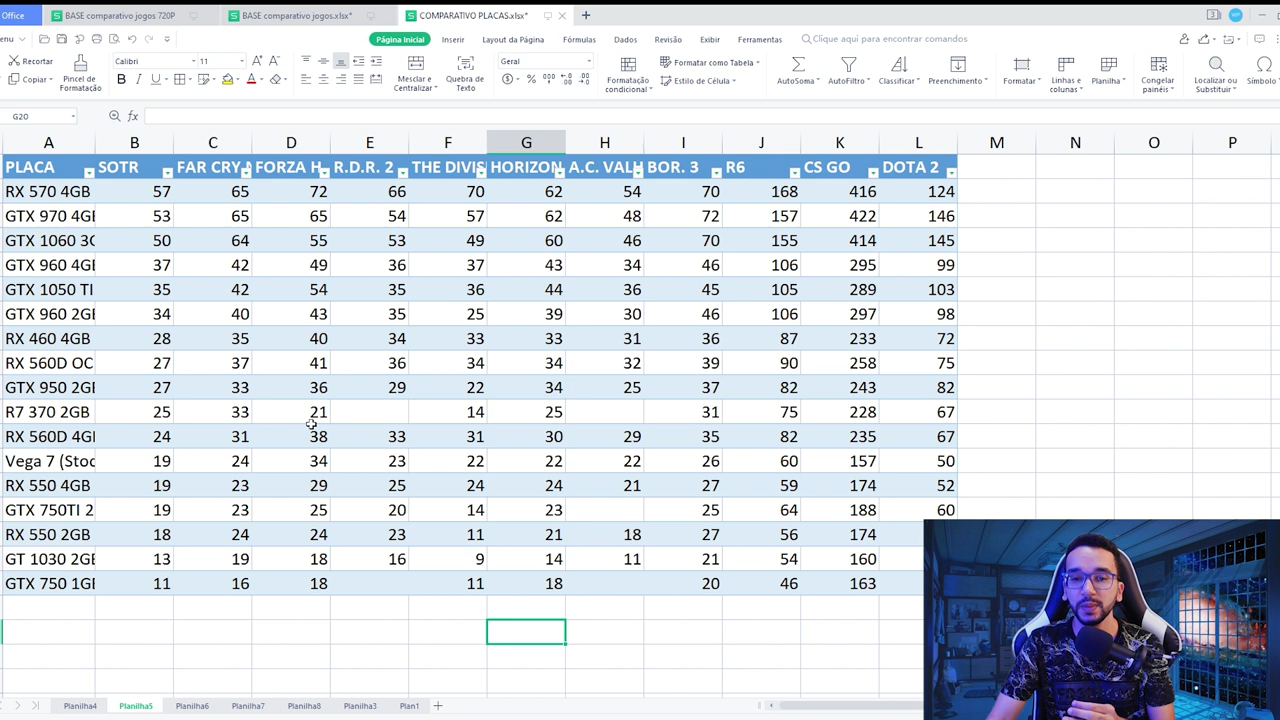 Office BASE comparativo jogos 720P BASE comparativo jogos.xlsx* COMPARATIVO PLACAS.xlsx* +
enu Página Inicial Inserir Layout da Página Fórmulas Dados Revisão Exibir Ferramentas Clique aqui para encontrar comandos
Recortar Copiar Pincel de Formatação Calibri 11 Mesclar e Centralizar Quebra de Texto Geral Formatação condicional Formatar como Tabela Estilo de Célula AutoSoma AutoFiltro Classificar Preenchimento Formatar Linhas e colunas Planilha Congelar painéis Localizar ou Substituir Símbolo
G20 fx
A B C D E F G H I J K L M N O P
PLACA SOTR FAR CRY FORZA H R.D.R. 2 THE DIVIS HORIZON A.C. VALH BOR. 3 R6 CS GO DOTA 2
RX 570 4GB 57 65 72 66 70 62 54 70 168 416 124
GTX 970 4GB 53 65 65 54 57 62 48 72 157 422 146
GTX 1060 3G 50 64 55 53 49 60 46 70 155 414 145
GTX 960 4GB 37 42 49 36 37 43 34 46 106 295 99
GTX 1050 TI 35 42 54 35 36 44 36 45 105 289 103
GTX 960 2GB 34 40 43 35 25 39 30 46 106 297 98
RX 460 4GB 28 35 40 34 33 33 31 36 87 233 72
RX 560D OC 27 37 41 36 34 34 32 39 90 258 75
GTX 950 2GB 27 33 36 29 22 34 25 37 82 243 82
R7 370 2GB 25 33 21 14 25 31 75 228 67
RX 560D 4GB 24 31 38 33 31 30 29 35 82 235 67
Vega 7 (Stoc 19 24 34 23 22 22 22 26 60 157 50
RX 550 4GB 19 23 29 25 24 24 21 27 59 174 52
GTX 750TI 2 19 23 25 20 14 23 25 64 188 60
RX 550 2GB 18 24 24 23 11 21 18 27 56 174
GT 1030 2GB 13 19 18 16 9 14 11 21 54 160
GTX 750 1GB 11 16 18 11 18 20 46 163
Planilha4 Planilha5 Planilha6 Planilha7 Planilha8 Planilha3 Plan1 +